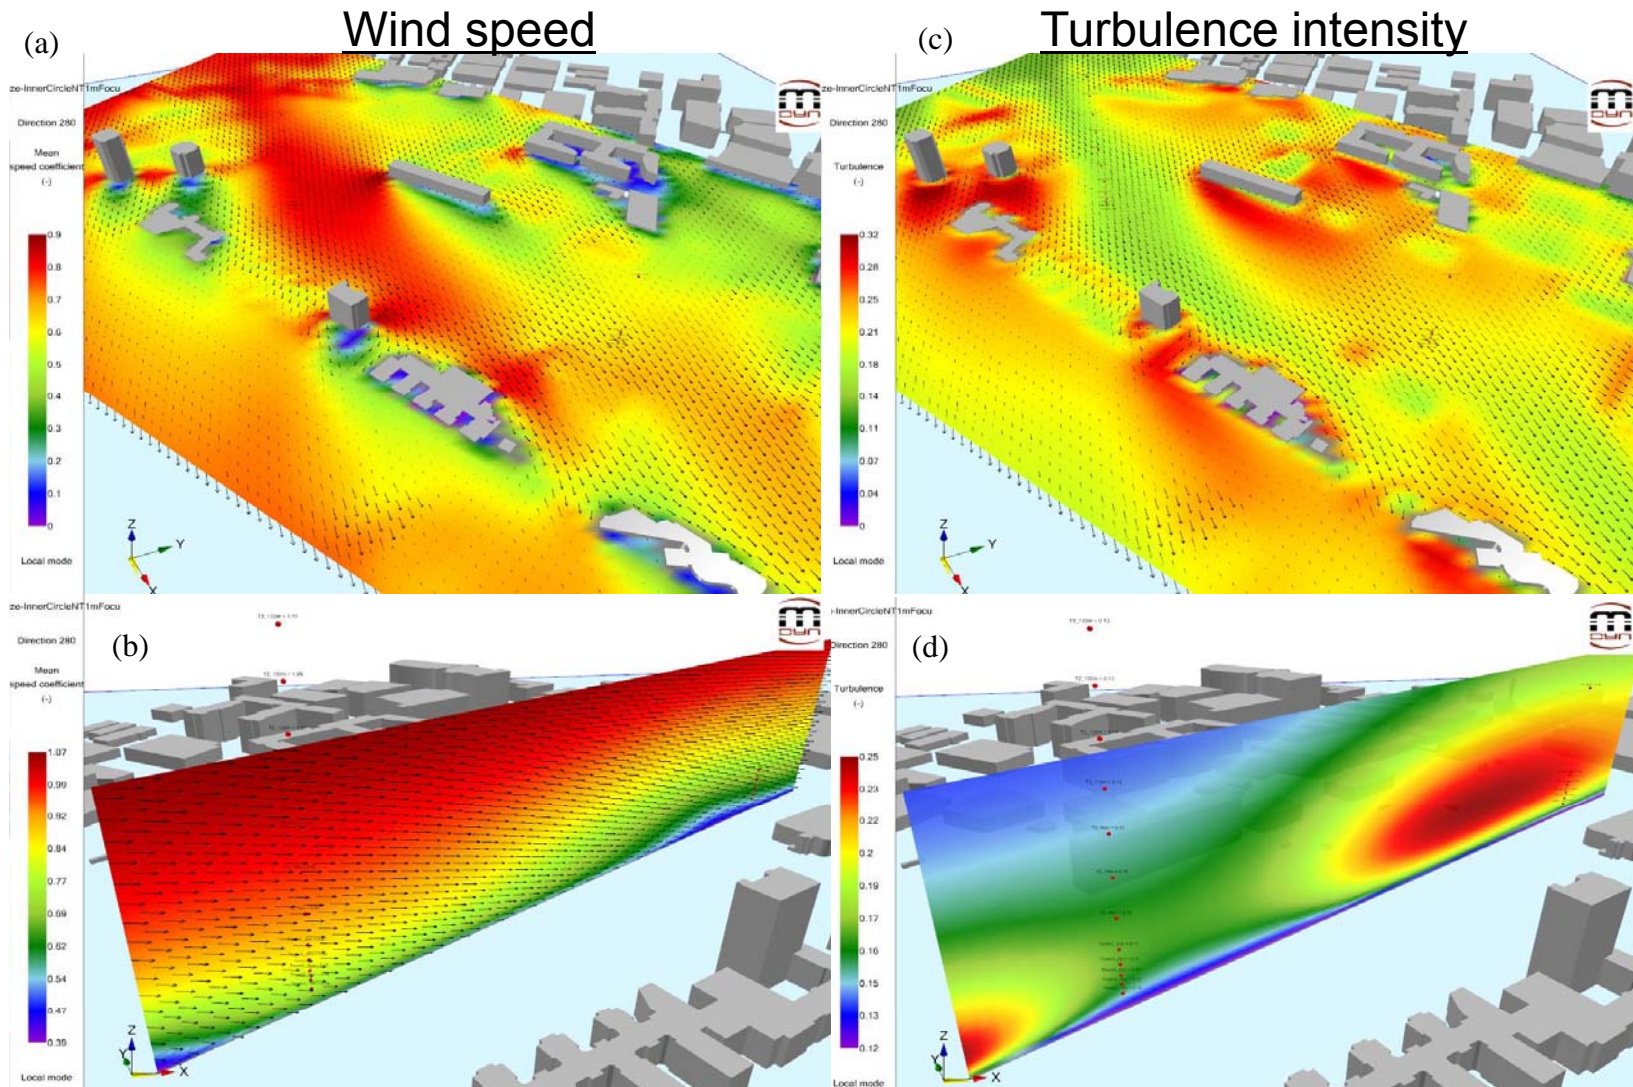 Wind speed
Turbulence intensity
(a)
(c)
ze-InnerCircleNT1mFocu
Direction 280
Mean
speed coefficient
(-)
0.9
0.8
0.7
0.6
0.5
0.4
0.3
0.2
0.1
0
Z
Y
X
Local mode
ze-InnerCircleNT1mFocu
Direction 280
Turbulence
(-)
0.32
0.28
0.25
0.21
0.18
0.14
0.11
0.07
0.04
0
Z
Y
X
Local mode
(b)
(d)
ze-InnerCircleNT1mFocu
Direction 280
Mean
speed coefficient
(-)
1.07
0.99
0.92
0.84
0.77
0.69
0.62
0.54
0.47
0.39
Z
Y
X
Local mode
-InnerCircleNT1mFocu
Direction 280
Turbulence
(-)
0.25
0.23
0.22
0.2
0.19
0.17
0.16
0.15
0.13
0.12
Z
Y
X
Local mode